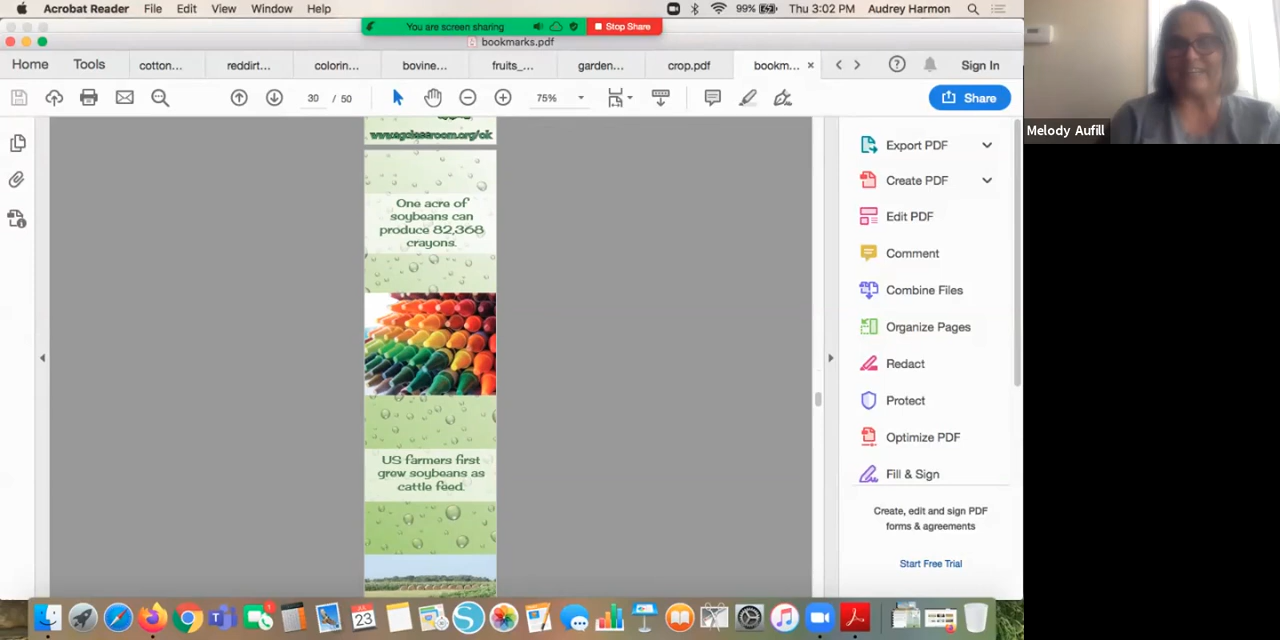 Acrobat Reader File Edit View Window Help 99% Thu 3:02 PM Audrey Harmon
You are screen sharing Stop Share
bookmarks.pdf
Home Tools cotton... reddirt... colorin... bovine... fruits_... garden... crop.pdf bookm... × Sign In
30 / 50 75% Share
Melody Aufill
www.agclassroom.org/ok
One acre of
soybeans can
produce 82,368
crayons.
US farmers first
grew soybeans as
cattle feed.
Export PDF
Create PDF
Edit PDF
Comment
Combine Files
Organize Pages
Redact
Protect
Optimize PDF
Fill & Sign
Create, edit and sign PDF
forms & agreements
Start Free Trial
JUL
23